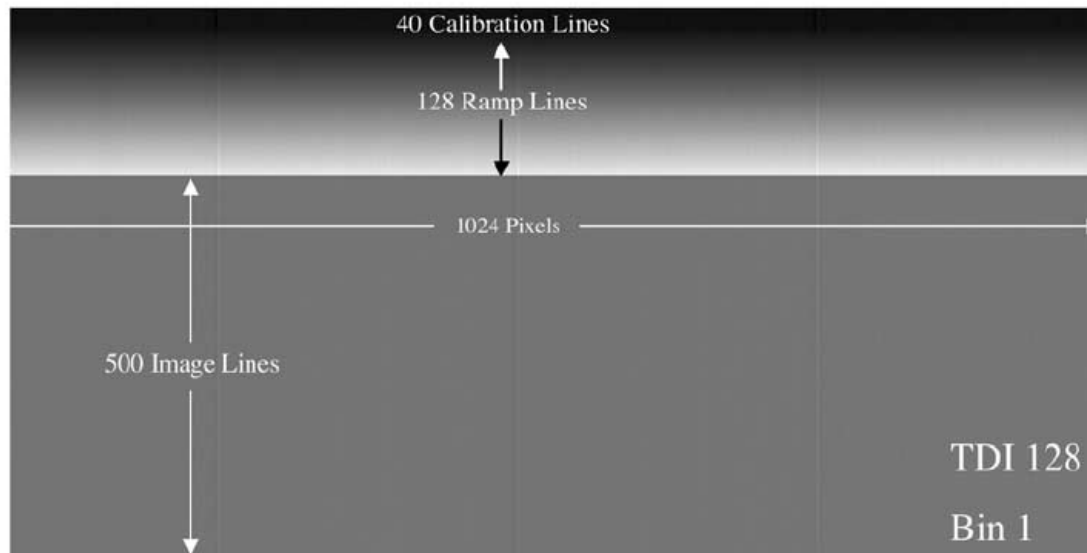 40 Calibration Lines
128 Ramp Lines
1024 Pixels
500 Image Lines
TDI 128
Bin 1